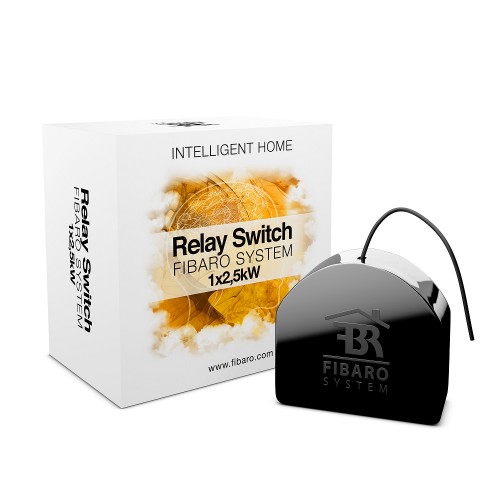 INTELLIGENT HOME
Relay Switch
FIBARO SYSTEM
1x2,5kW
www.fibaro.com
Relay Switch
FIBARO SYSTEM
1x2,5kW
FIBARO
SYSTEM